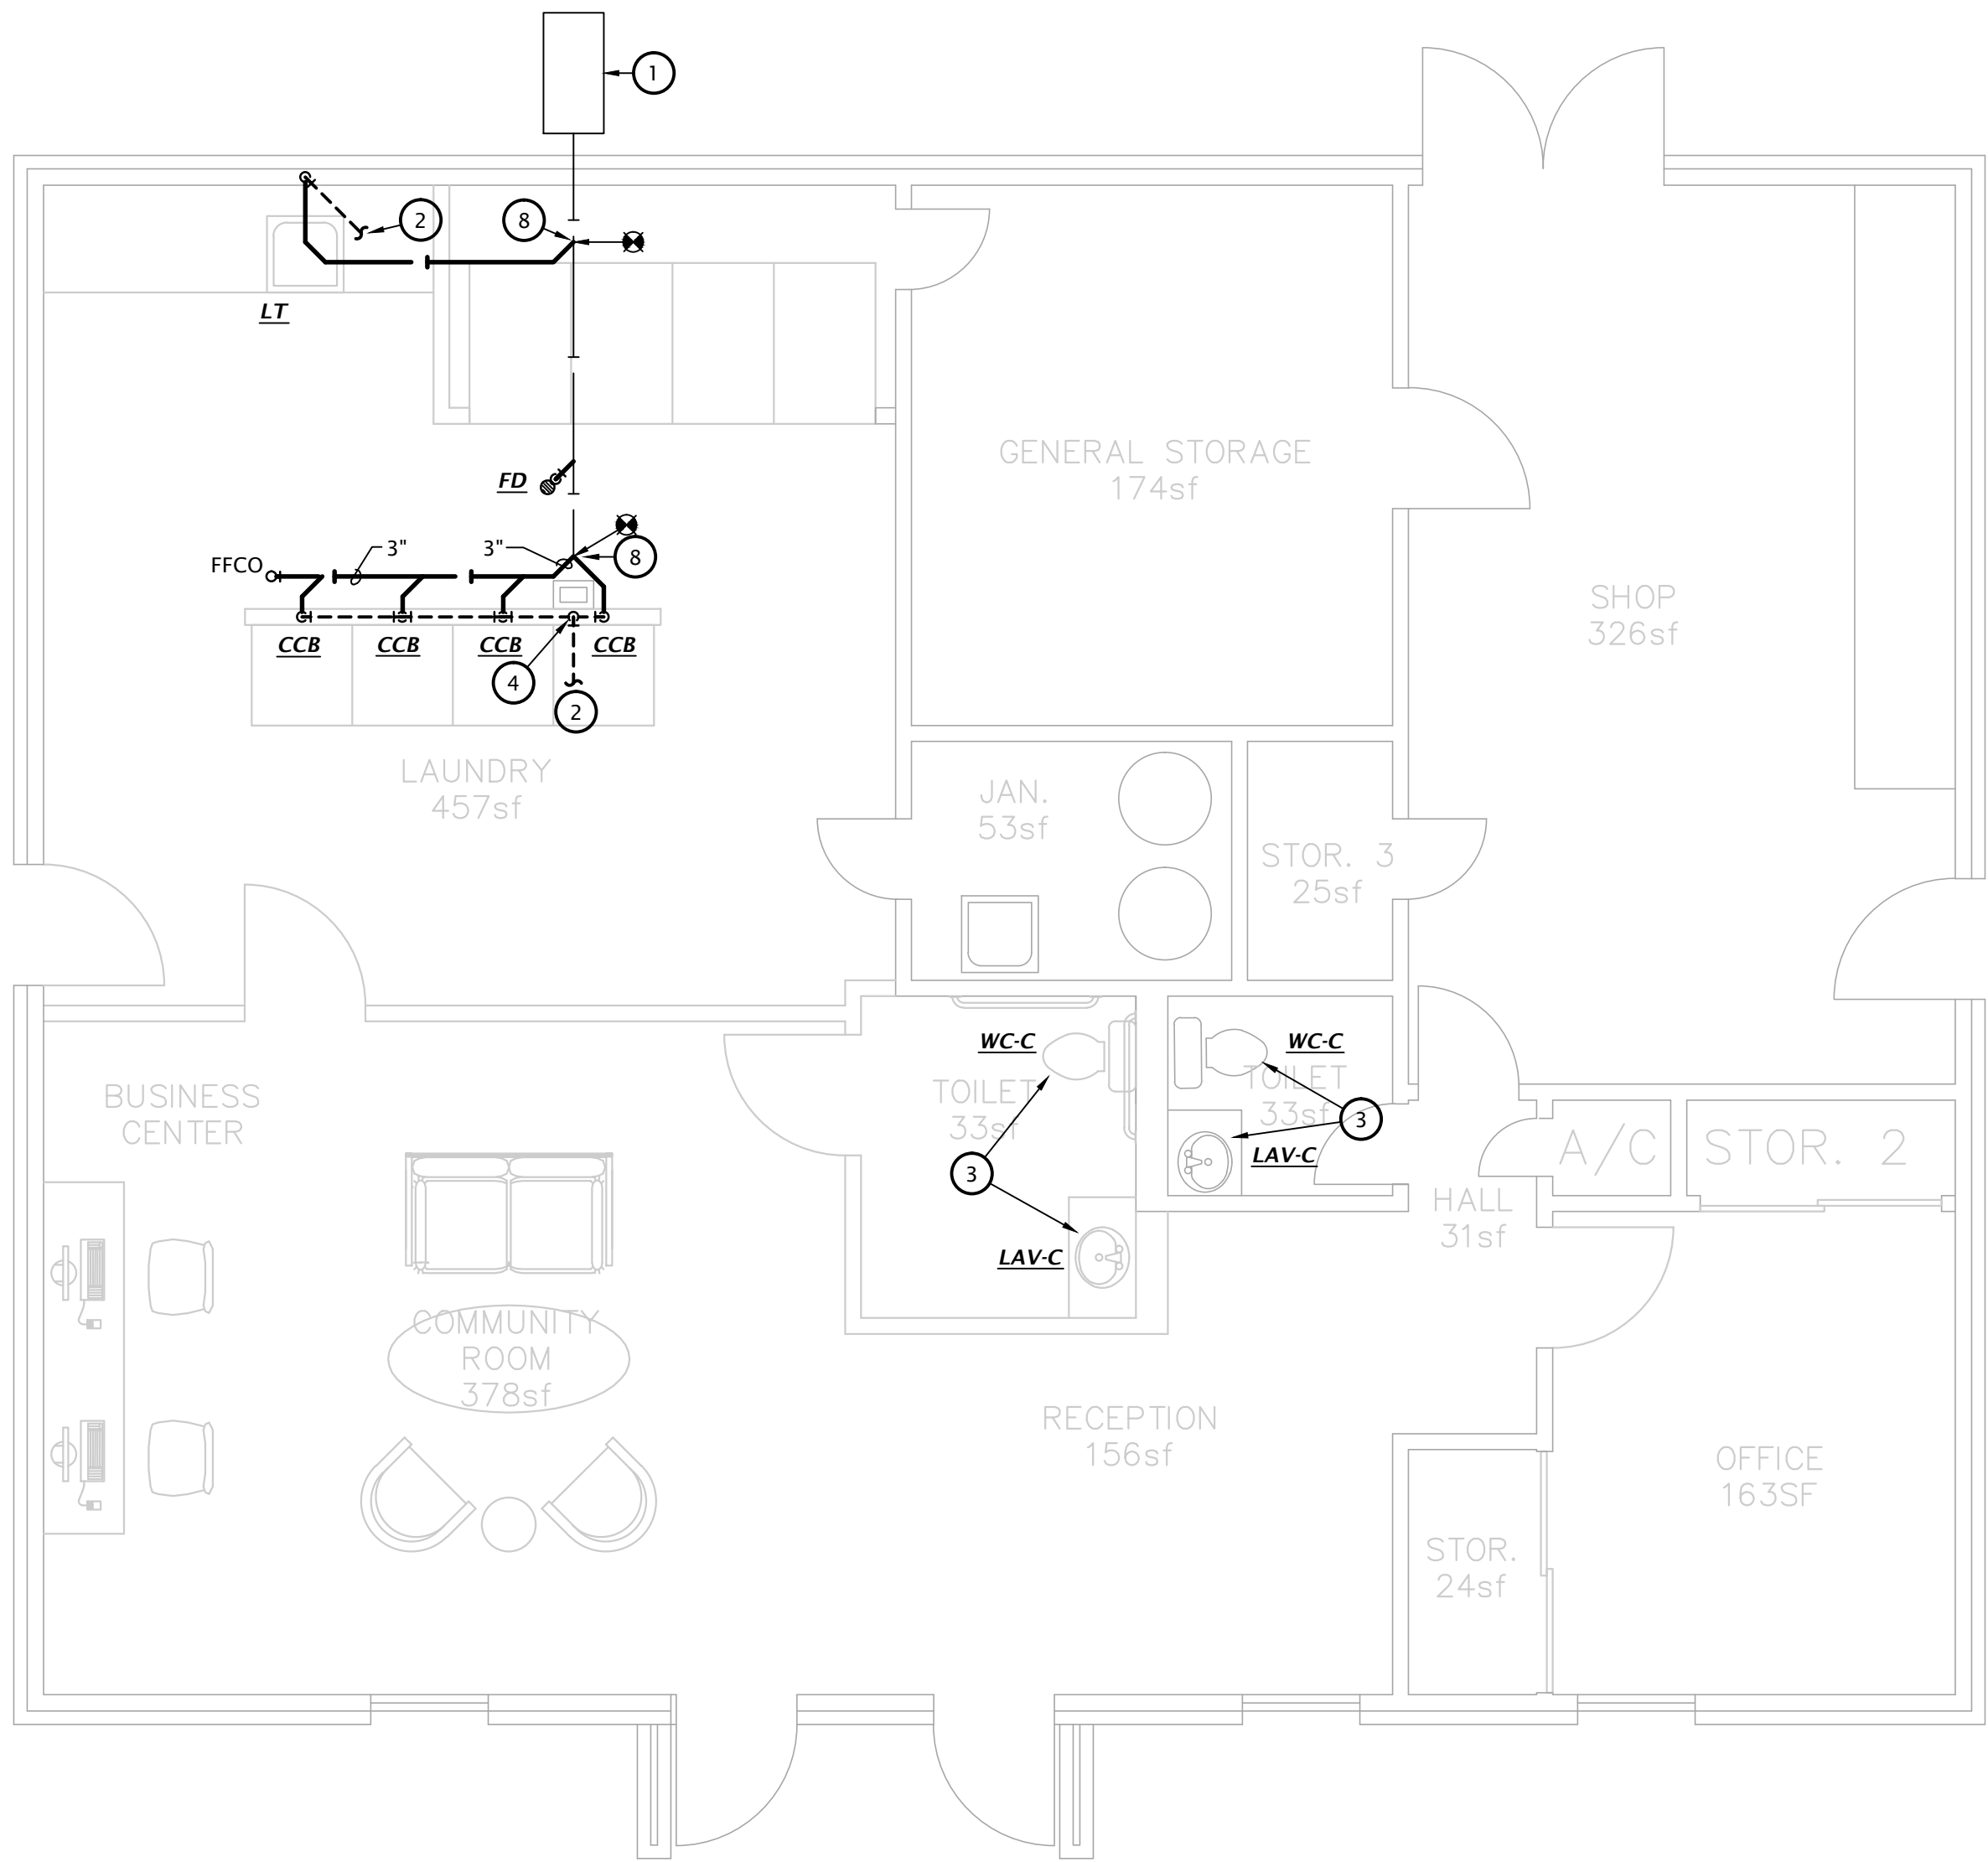 1
2
8
LT
GENERAL STORAGE
174sf
FD
FFCO
3"
3"
8
SHOP
326sf
CCB
CCB
CCB
CCB
4
2
LAUNDRY
457sf
JAN.
53sf
STOR. 3
25sf
WC-C
WC-C
TOILET
33sf
TOILET
33sf
3
BUSINESS
CENTER
LAV-C
A/C
STOR. 2
3
HALL
31sf
LAV-C
COMMUNITY
ROOM
378sf
RECEPTION
156sf
OFFICE
163SF
STOR.
24sf